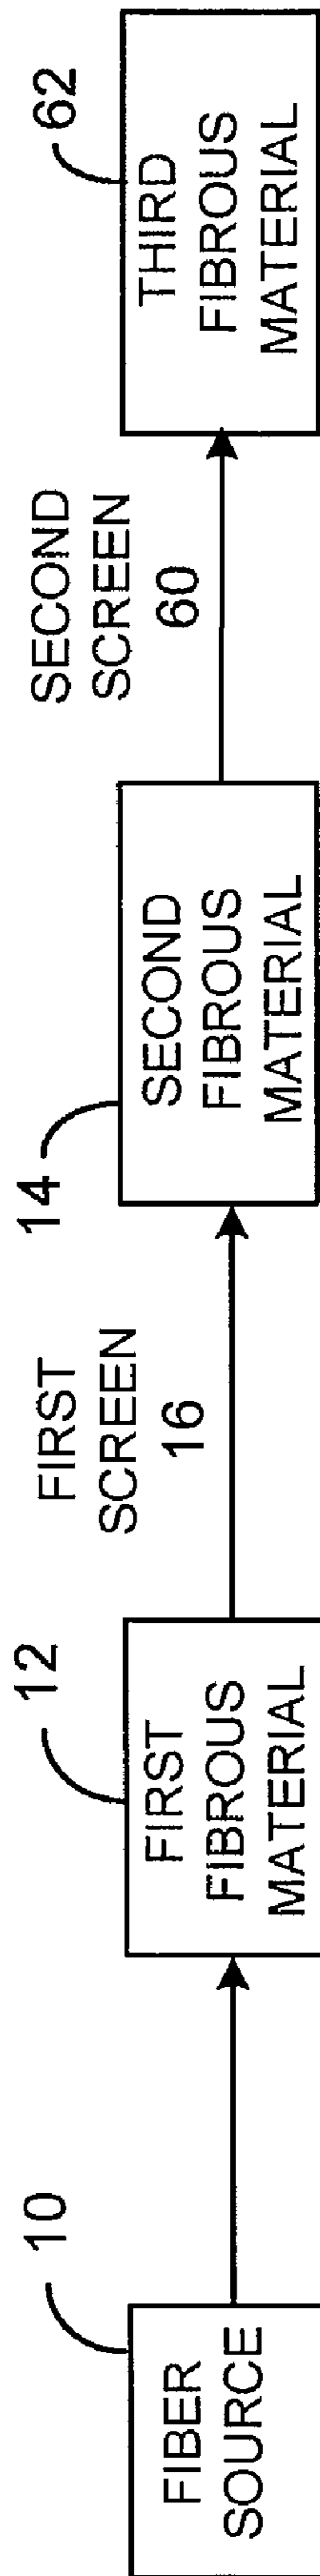 10
FIBER
SOURCE
12
FIRST
FIBROUS
MATERIAL
FIRST
SCREEN
16
14
SECOND
FIBROUS
MATERIAL
SECOND
SCREEN
60
62
THIRD
FIBROUS
MATERIAL